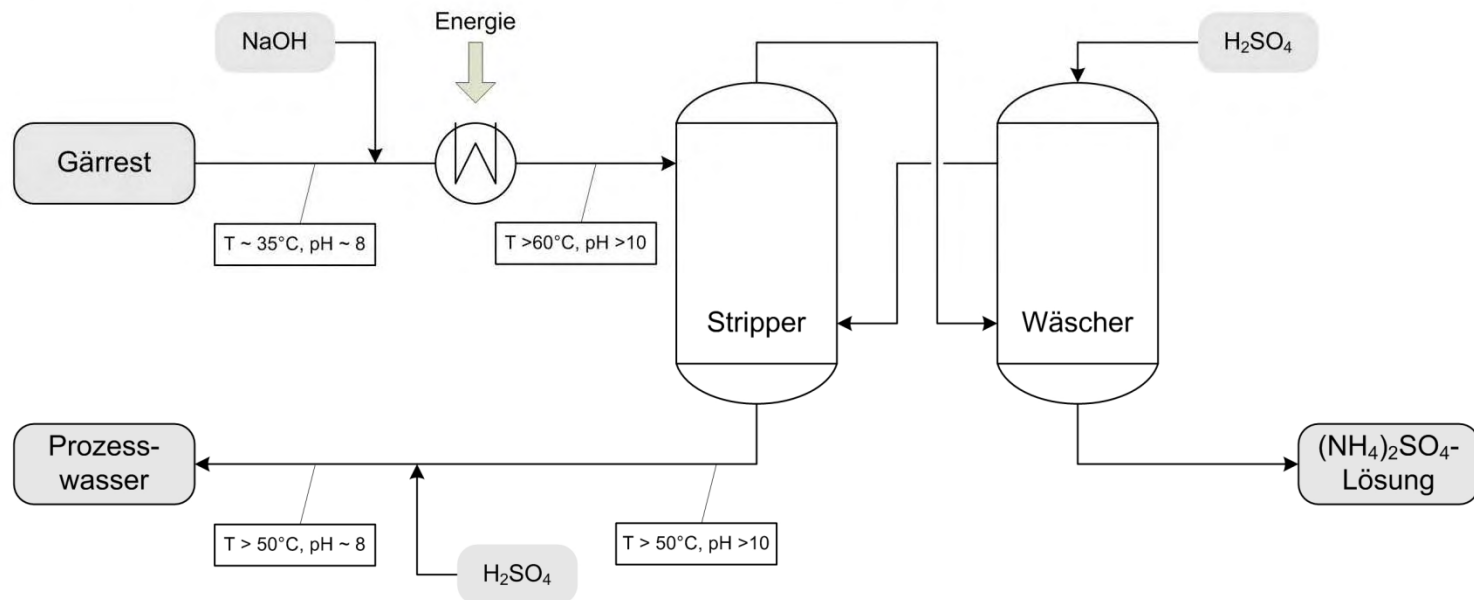 Energie
NaOH
H₂SO₄
Gärrest
T ~ 35°C, pH ~ 8
T >60°C, pH >10
Stripper
Wäscher
Prozess-
wasser
(NH₄)₂SO₄-
Lösung
T > 50°C, pH ~ 8
T > 50°C, pH >10
H₂SO₄